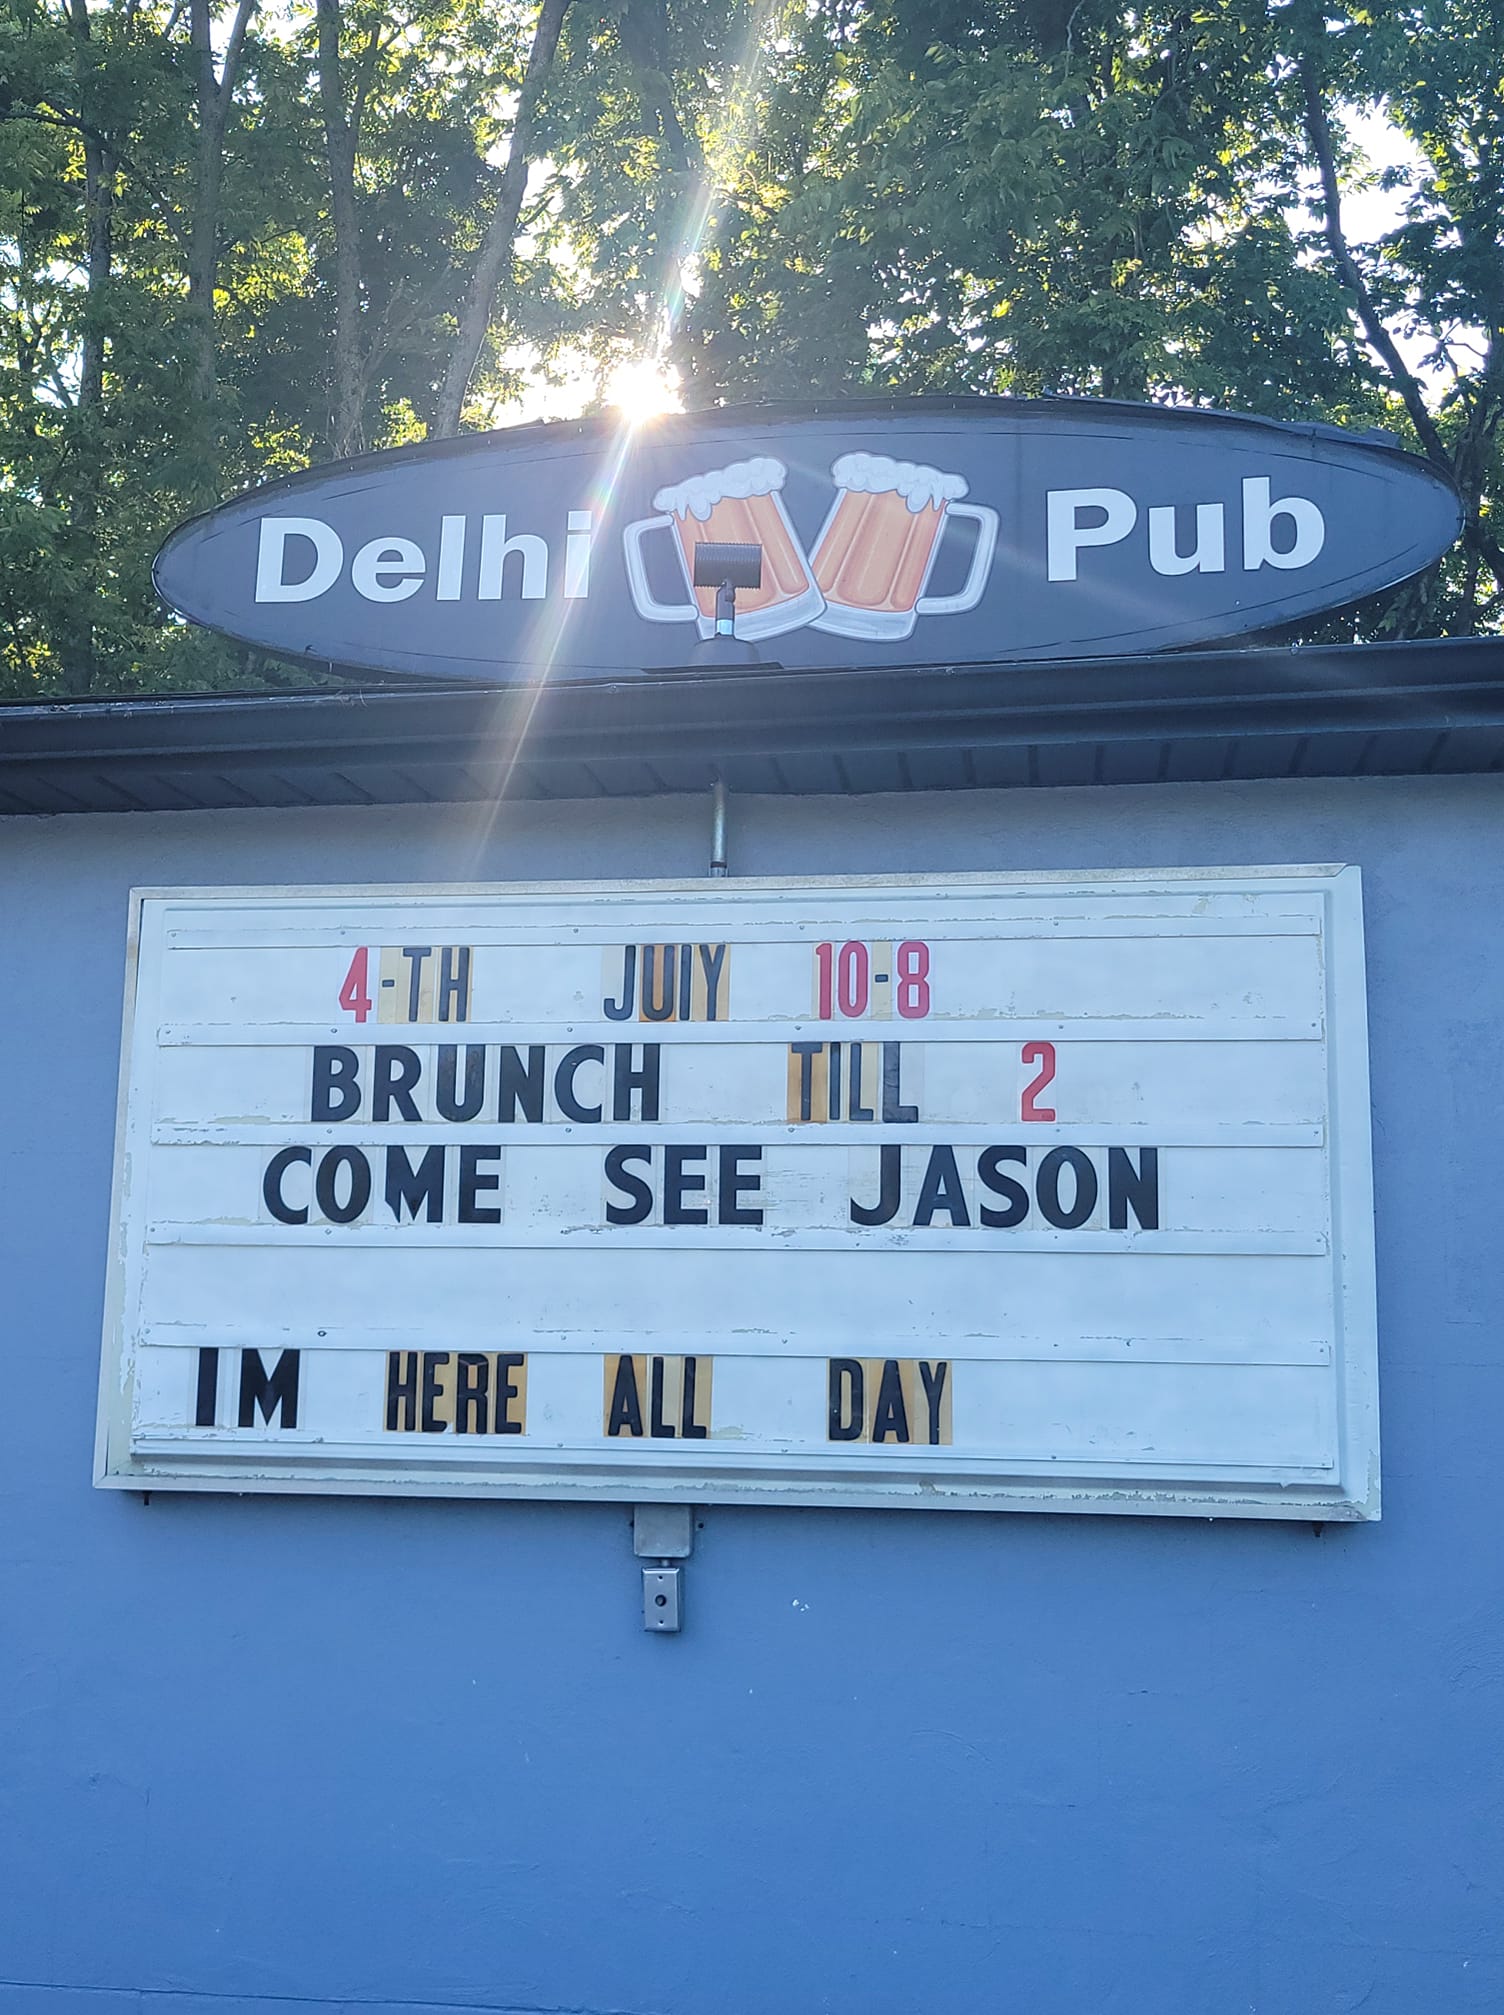 Delhi Pub
4-TH JUIY 10-8
BRUNCH TILL 2
COME SEE JASON
IM HERE ALL DAY